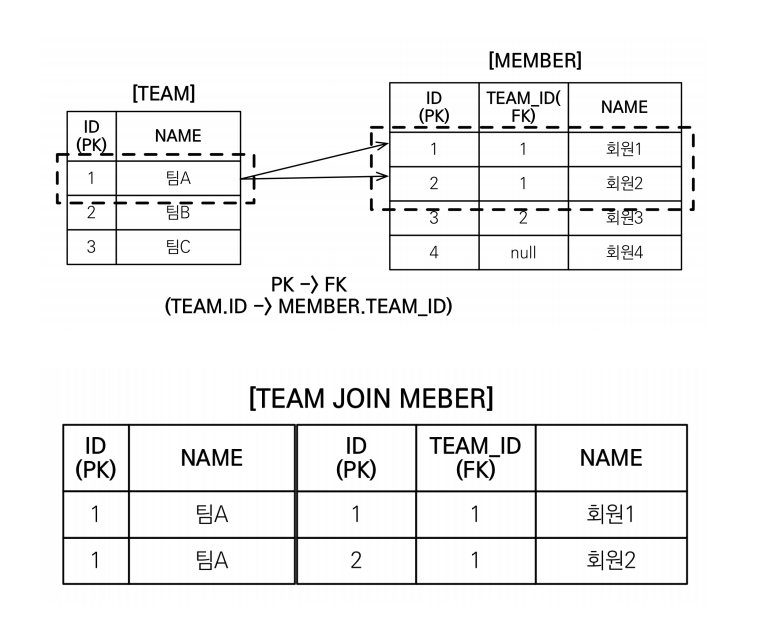 [TEAM]
ID
(PK)
NAME
1 팀A
2 팀B
3 팀C
[MEMBER]
ID
(PK)
TEAM_ID(
FK)
NAME
1 1 회원1
2 1 회원2
3 2 회원3
4 null 회원4
PK -> FK
(TEAM.ID -> MEMBER.TEAM_ID)
[TEAM JOIN MEBER]
ID
(PK)
NAME
ID
(PK)
TEAM_ID
(FK)
NAME
1 팀A 1 1 회원1
1 팀A 2 1 회원2